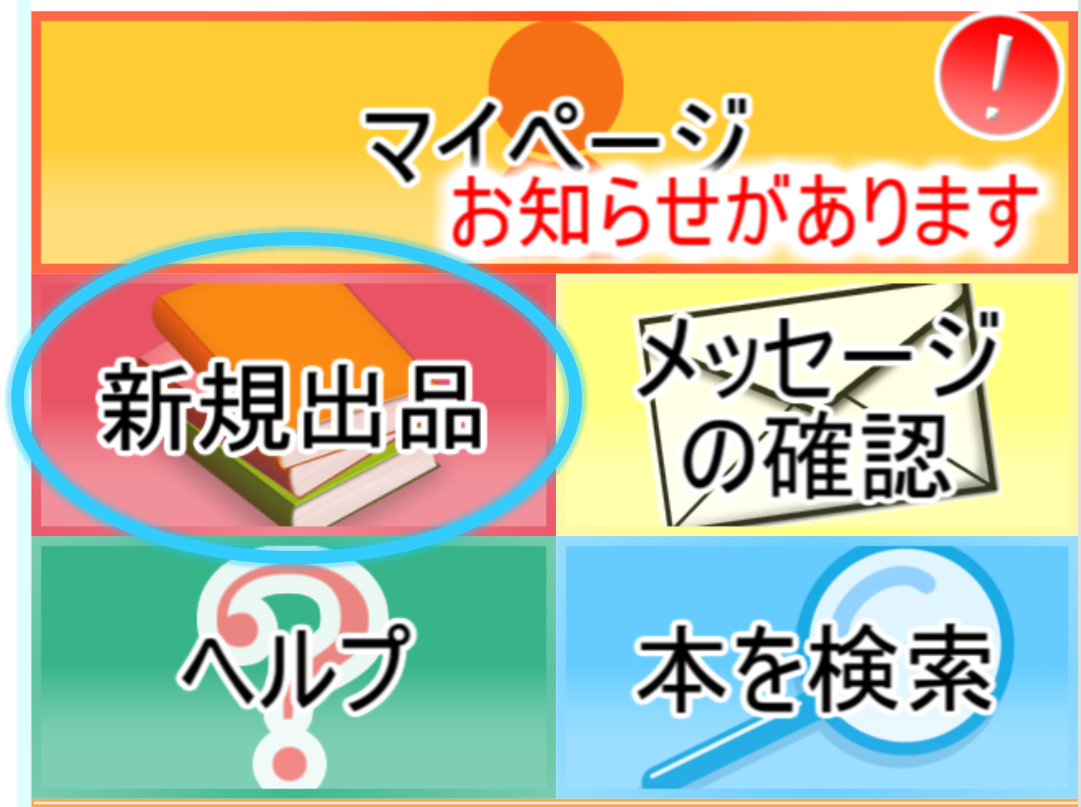 マイページ
お知らせがあります
新規出品
メッセージ
の確認
ヘルプ
本を検索